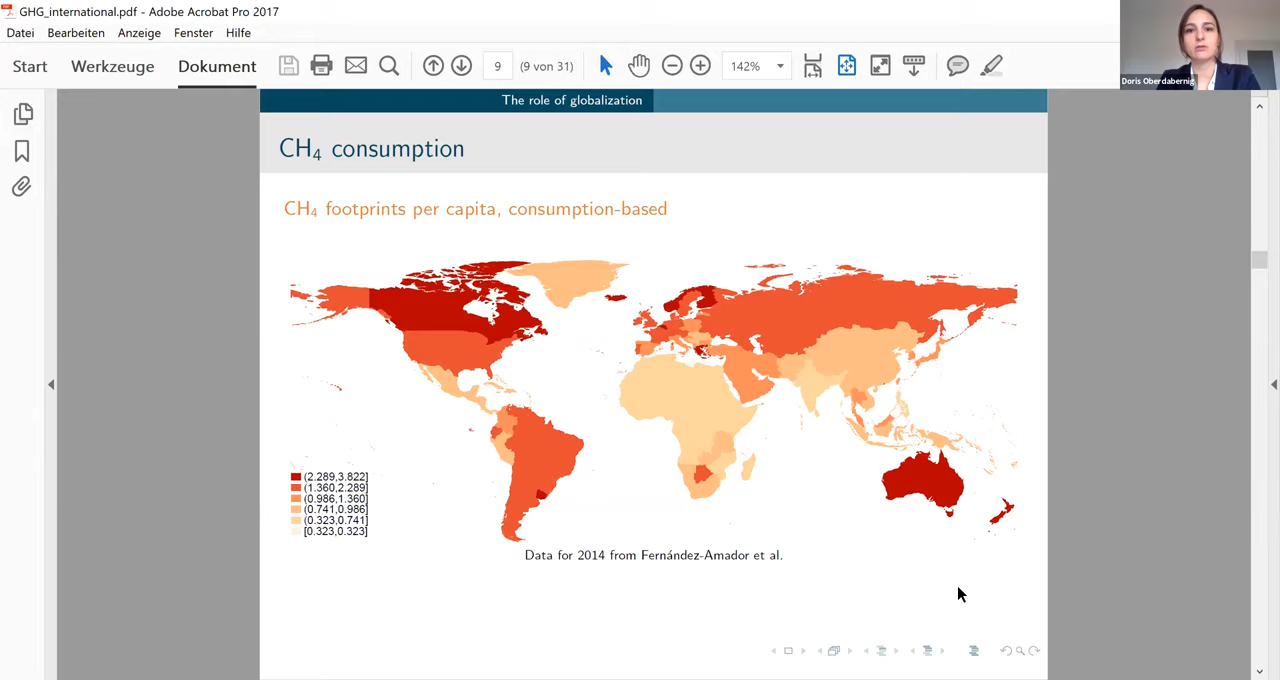 GHG_international.pdf - Adobe Acrobat Pro 2017
Datei Bearbeiten Anzeige Fenster Hilfe
Start Werkzeuge Dokument 9 (9 von 31) 142%
Doris Oberdabernig
The role of globalization
CH₄ consumption
CH₄ footprints per capita, consumption-based
(2.289,3.822]
(1.360,2.289]
(0.986,1.360]
(0.741,0.986]
(0.323,0.741]
[0.323,0.323]
Data for 2014 from Fernández-Amador et al.